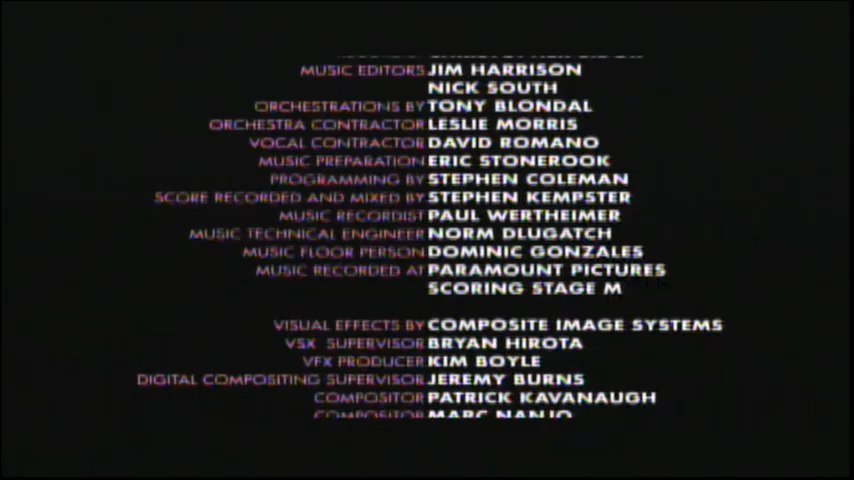 MUSIC EDITORS JIM HARRISON
NICK SOUTH
ORCHESTRATIONS BY TONY BLONDAL
ORCHESTRA CONTRACTOR LESLIE MORRIS
VOCAL CONTRACTOR DAVID ROMANO
MUSIC PREPARATION ERIC STONEROOK
PROGRAMMING BY STEPHEN COLEMAN
SCORE RECORDED AND MIXED BY STEPHEN KEMPSTER
MUSIC RECORDIST PAUL WERTHEIMER
MUSIC TECHNICAL ENGINEER NORM DLUGATCH
MUSIC FLOOR PERSON DOMINIC GONZALES
MUSIC RECORDED AT PARAMOUNT PICTURES
SCORING STAGE M
VISUAL EFFECTS BY COMPOSITE IMAGE SYSTEMS
VSX SUPERVISOR BRYAN HIROTA
VFX PRODUCER KIM BOYLE
DIGITAL COMPOSITING SUPERVISOR JEREMY BURNS
COMPOSITOR PATRICK KAVANAUGH
COMPOSITOR MARC NANJO